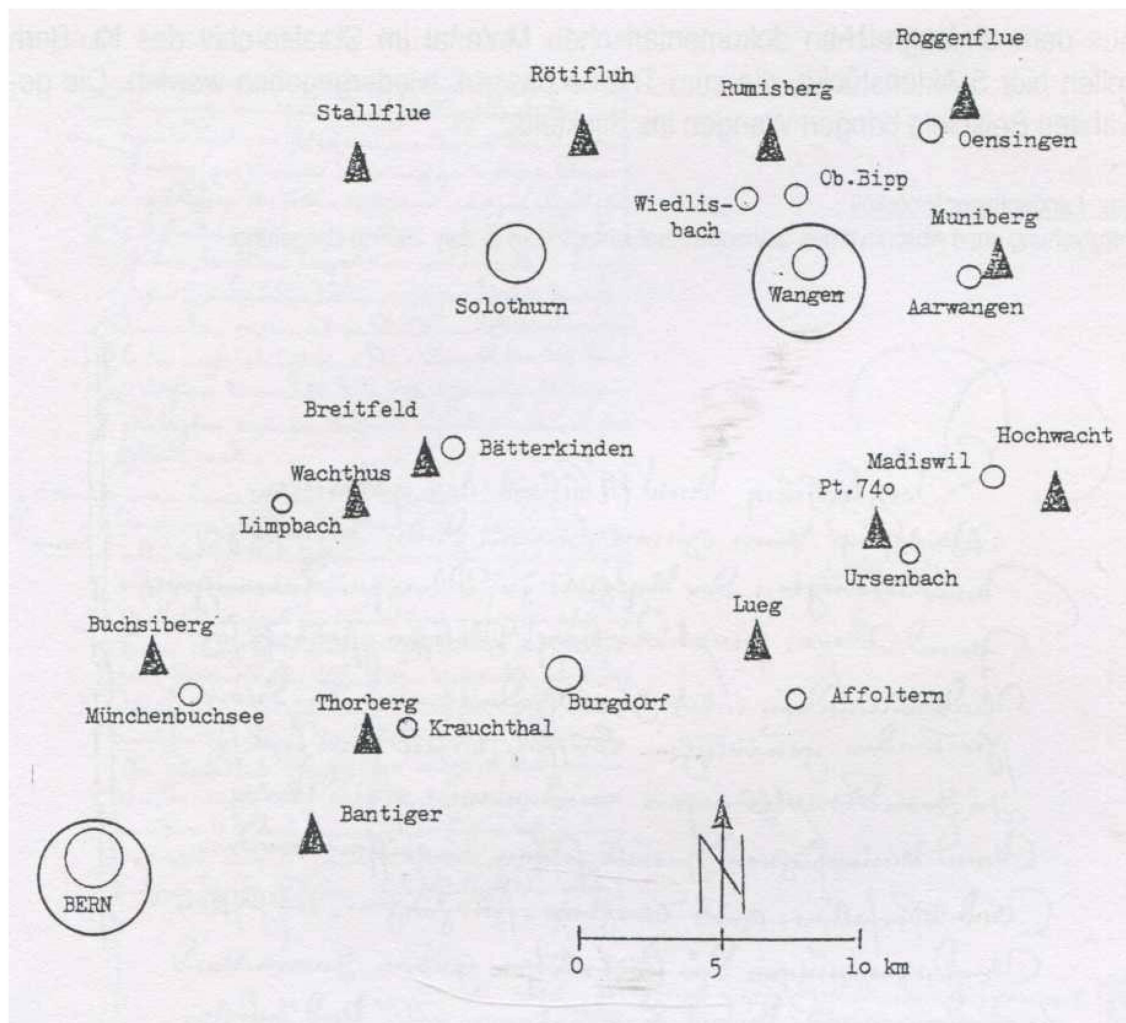 Roggenflue
Rötifluh
Rumisberg
Stallflue
Oensingen
Ob.Bipp
Wiedlis-
bach
Muniberg
Solothurn
Wangen
Aarwangen
Breitfeld
Bätterkinden
Hochwacht
Madiswil
Wachthus
Pt.74o
Limpbach
Ursenbach
Lueg
Buchsiberg
Münchenbuchsee
Thorberg
Burgdorf
Affoltern
Krauchthal
Bantiger
BERN
N
0 5 lo km